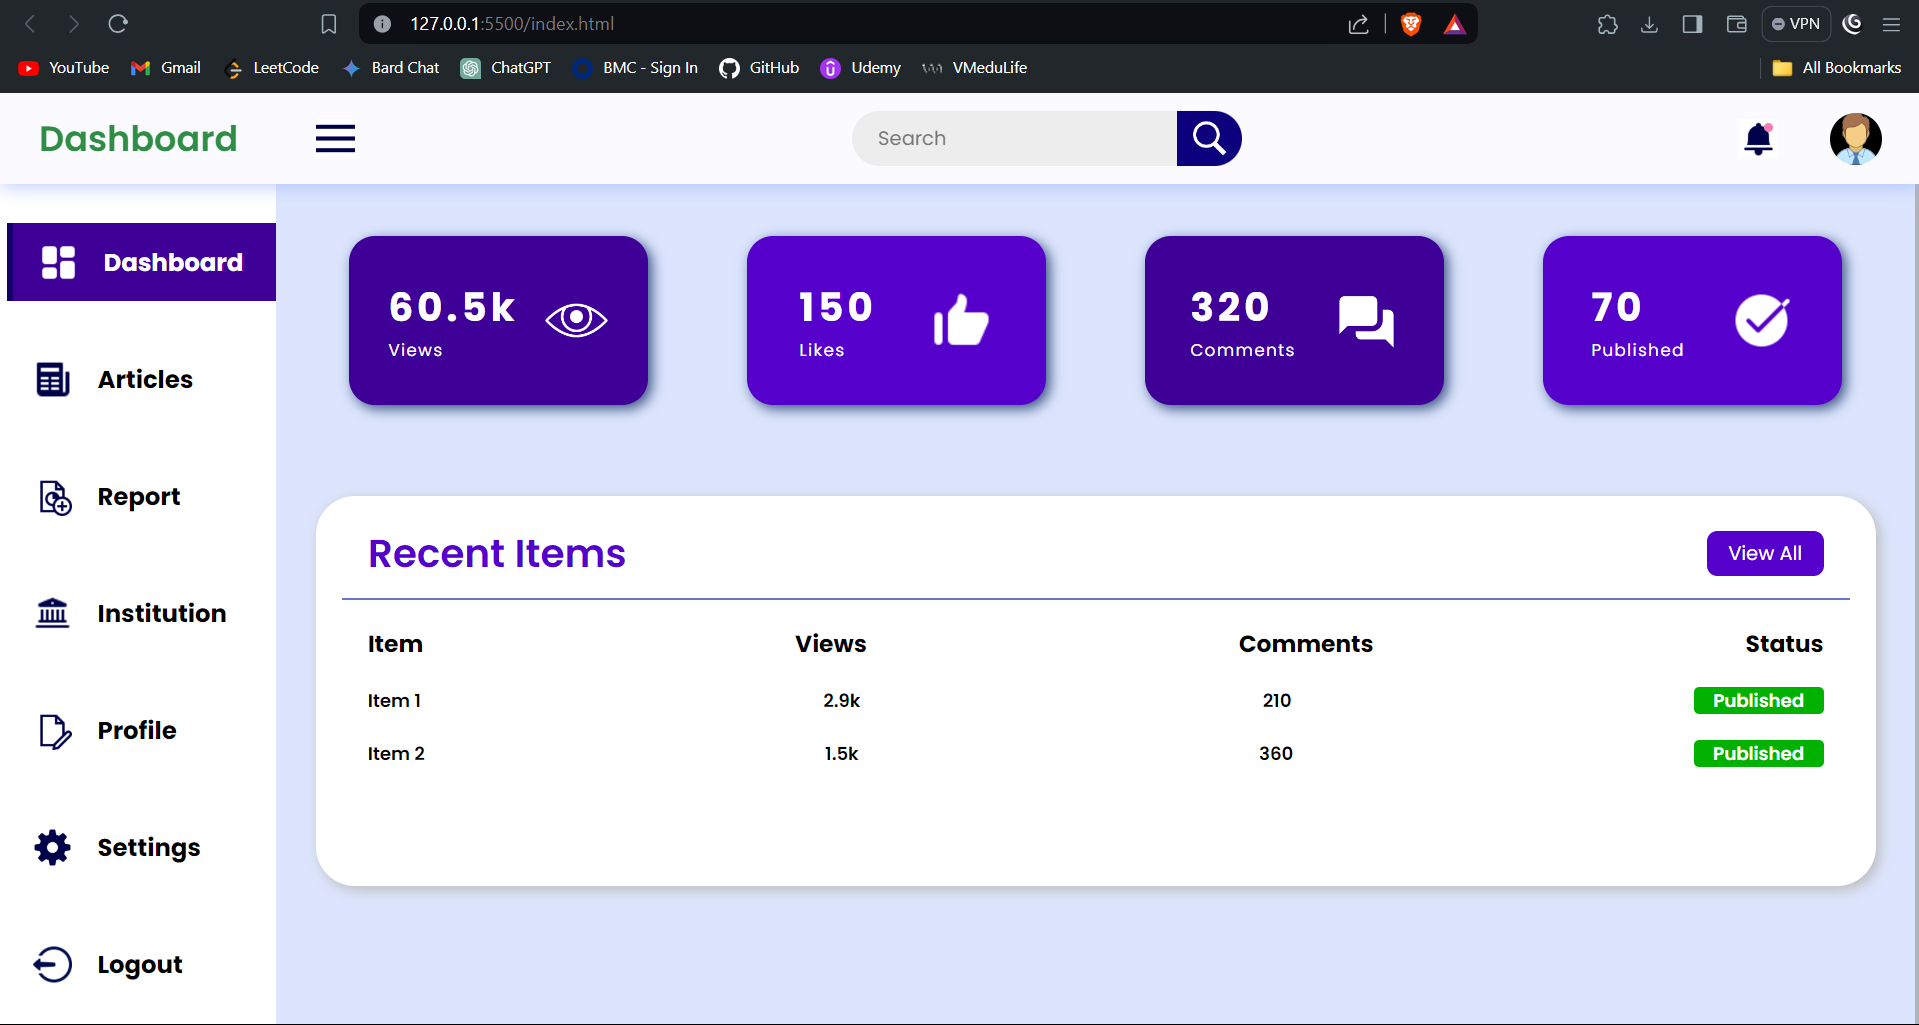 127.0.0.1:5500/index.html
VPN
YouTube Gmail LeetCode Bard Chat ChatGPT BMC - Sign In GitHub Udemy VMeduLife All Bookmarks
Dashboard
Search
Dashboard
Articles
Report
Institution
Profile
Settings
Logout
60.5k
Views
150
Likes
320
Comments
70
Published
Recent Items
View All
Item Views Comments Status
Item 1 2.9k 210 Published
Item 2 1.5k 360 Published